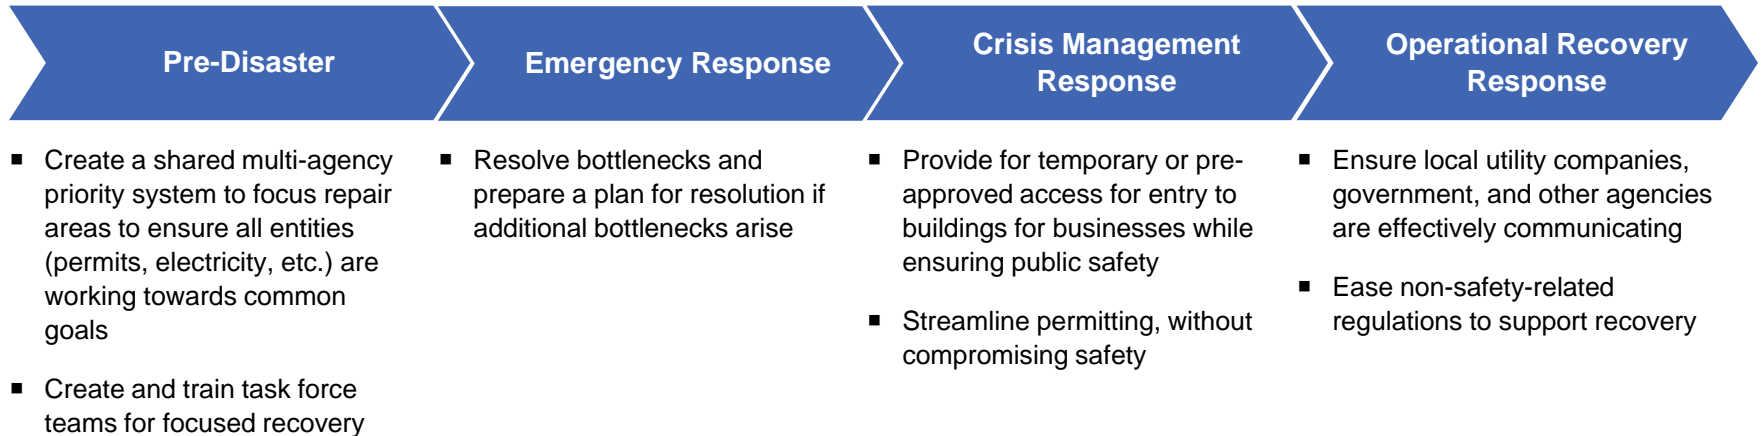 Pre-Disaster
■ Create a shared multi-agency
priority system to focus repair
areas to ensure all entities
(permits, electricity, etc.) are
working towards common
goals
■ Create and train task force
teams for focused recovery
Emergency Response
■ Resolve bottlenecks and
prepare a plan for resolution if
additional bottlenecks arise
Crisis Management
Response
■ Provide for temporary or pre-
approved access for entry to
buildings for businesses while
ensuring public safety
■ Streamline permitting, without
compromising safety
Operational Recovery
Response
■ Ensure local utility companies,
government, and other agencies
are effectively communicating
■ Ease non-safety-related
regulations to support recovery